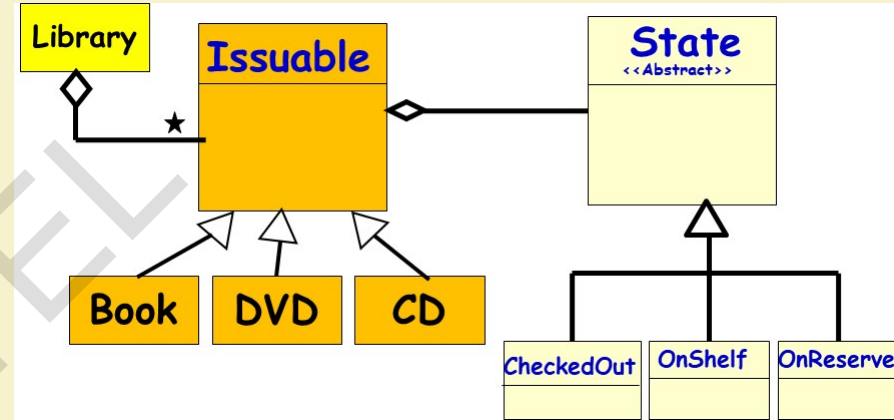 Library
Issuable
State
<<Abstract>>
★
Book
DVD
CD
CheckedOut
OnShelf
OnReserve